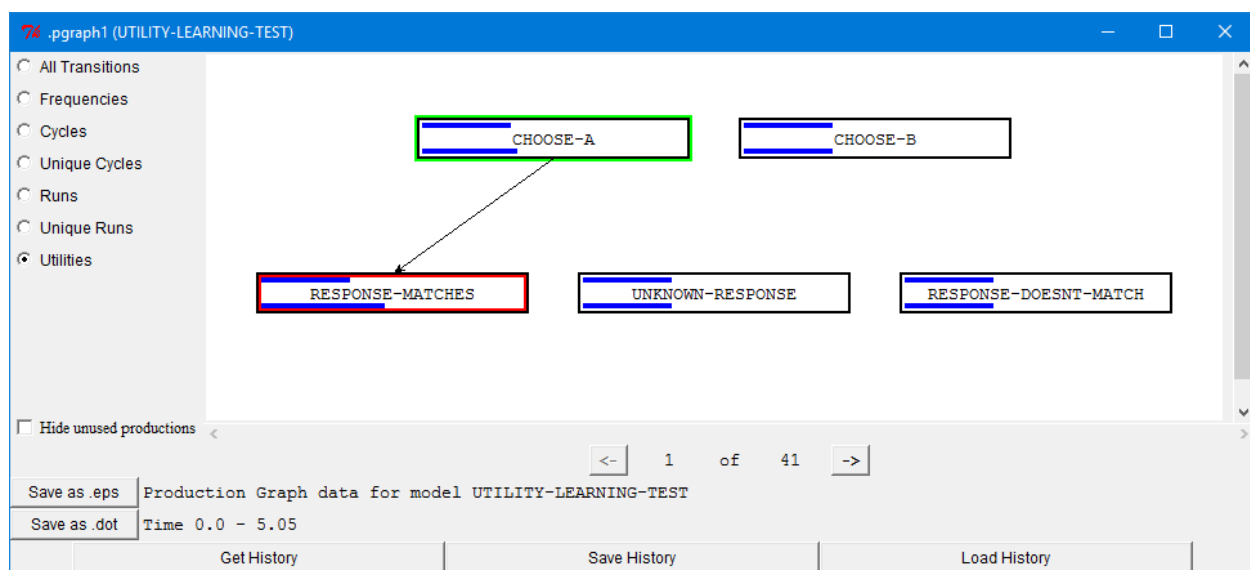 .pgraph1 (UTILITY-LEARNING-TEST)
All Transitions
Frequencies
Cycles
Unique Cycles
Runs
Unique Runs
Utilities
CHOOSE-A
CHOOSE-B
RESPONSE-MATCHES
UNKNOWN-RESPONSE
RESPONSE-DOESNT-MATCH
Hide unused productions
<- 1 of 41 ->
Save as .eps Production Graph data for model UTILITY-LEARNING-TEST
Save as .dot Time 0.0 - 5.05
Get History Save History Load History